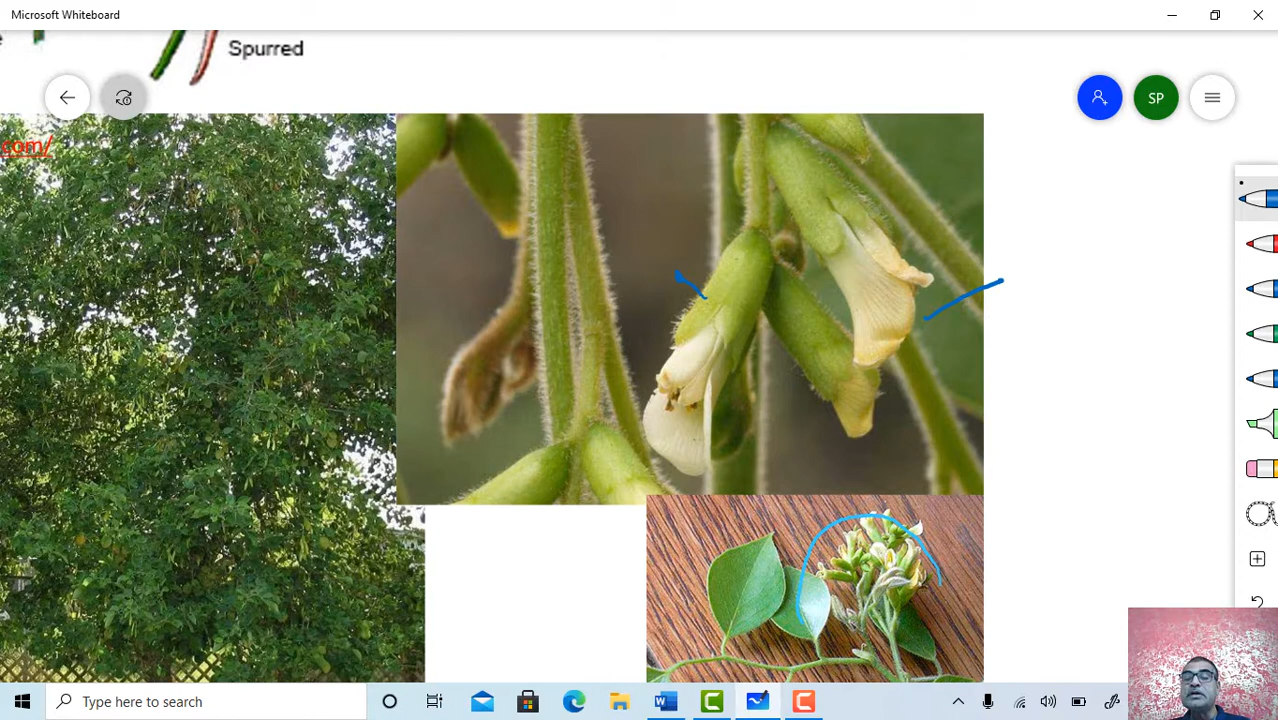 Microsoft Whiteboard
Spurred
SP
com/
Type here to search